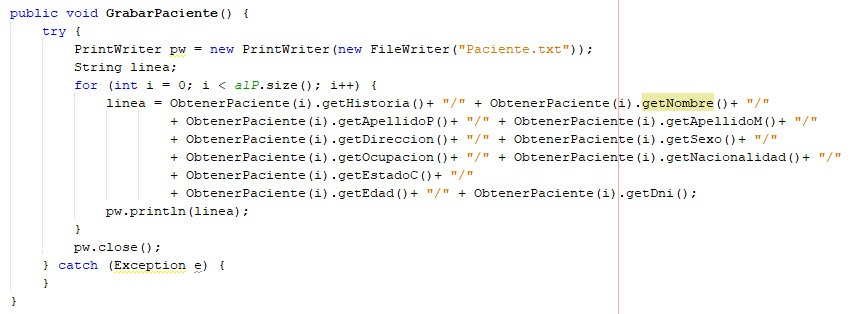 public void GrabarPaciente() {
    try {
        PrintWriter pw = new PrintWriter(new FileWriter("Paciente.txt"));
        String linea;
        for (int i = 0; i < alP.size(); i++) {
            linea = ObtenerPaciente(i).getHistoria()+ "/" + ObtenerPaciente(i).getNombre()+ "/"
                    + ObtenerPaciente(i).getApellidoP()+ "/" + ObtenerPaciente(i).getApellidoM()+ "/"
                    + ObtenerPaciente(i).getDireccion()+ "/" + ObtenerPaciente(i).getSexo()+ "/"
                    + ObtenerPaciente(i).getOcupacion()+ "/" + ObtenerPaciente(i).getNacionalidad()+ "/"
                    + ObtenerPaciente(i).getEstadoC()+ "/"
                    + ObtenerPaciente(i).getEdad()+ "/" + ObtenerPaciente(i).getDni();
            pw.println(linea);
        }
        pw.close();
    } catch (Exception e) {
    }
}